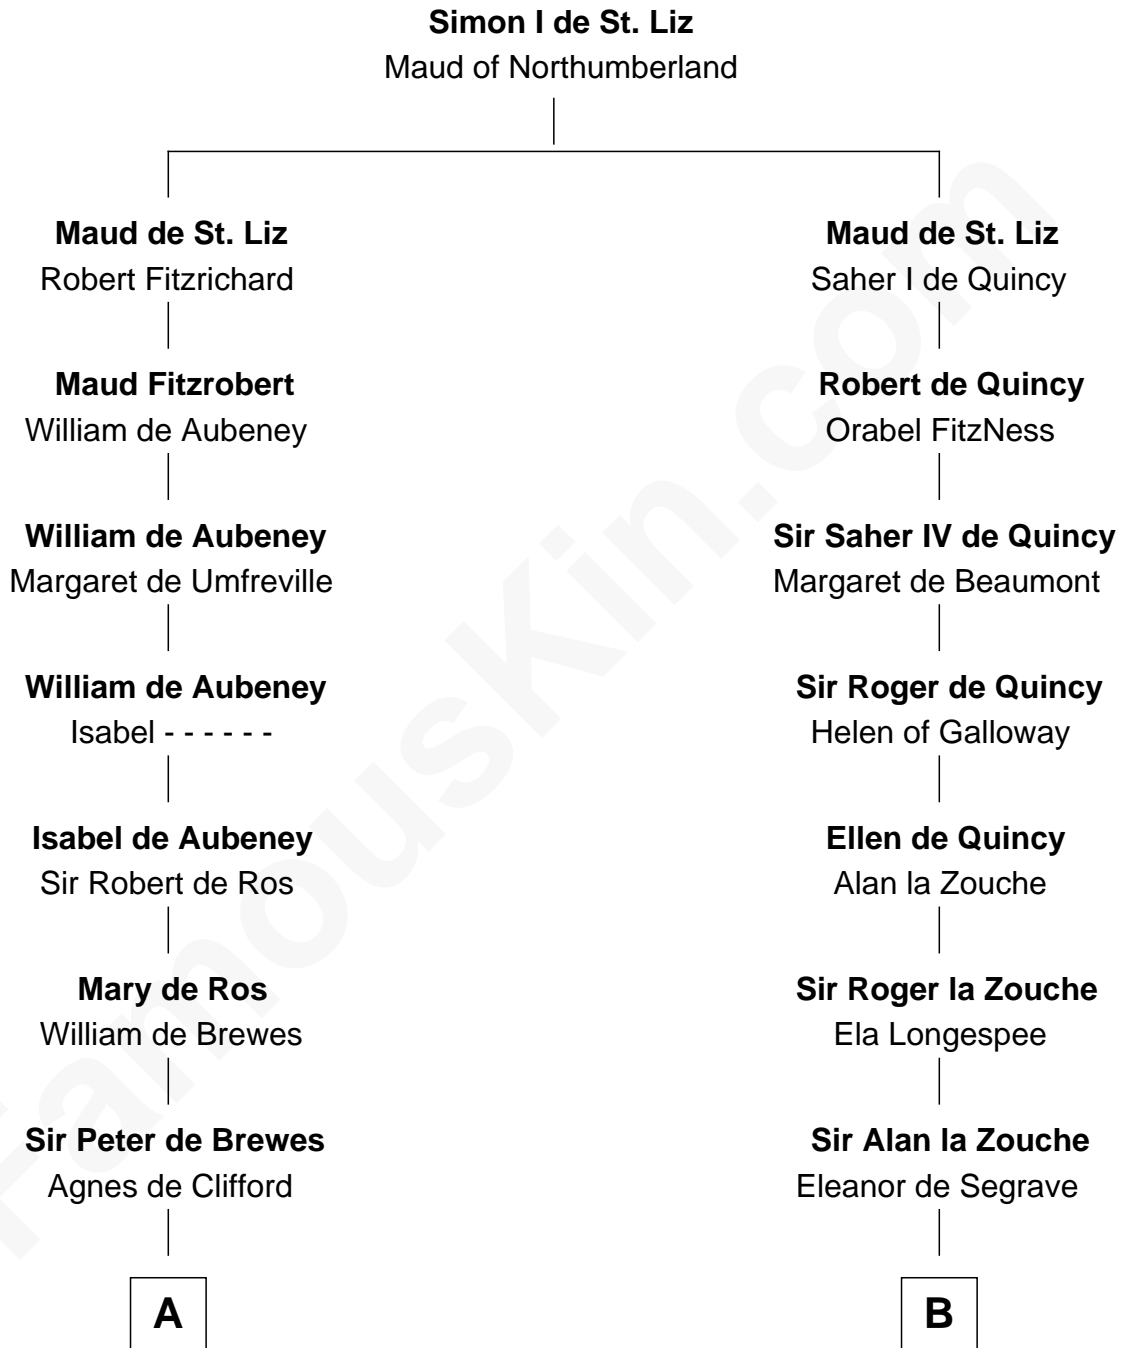 Simon I de St. Liz
Maud of Northumberland
Maud de St. Liz
Robert Fitzrichard
Maud Fitzrobert
William de Aubeney
William de Aubeney
Margaret de Umfreville
William de Aubeney
Isabel - - - - - -
Isabel de Aubeney
Sir Robert de Ros
Mary de Ros
William de Brewes
Sir Peter de Brewes
Agnes de Clifford
A
Maud de St. Liz
Saher I de Quincy
Robert de Quincy
Orabel FitzNess
Sir Saher IV de Quincy
Margaret de Beaumont
Sir Roger de Quincy
Helen of Galloway
Ellen de Quincy
Alan la Zouche
Sir Roger la Zouche
Ela Longespee
Sir Alan la Zouche
Eleanor de Segrave
B
FamousKin.com